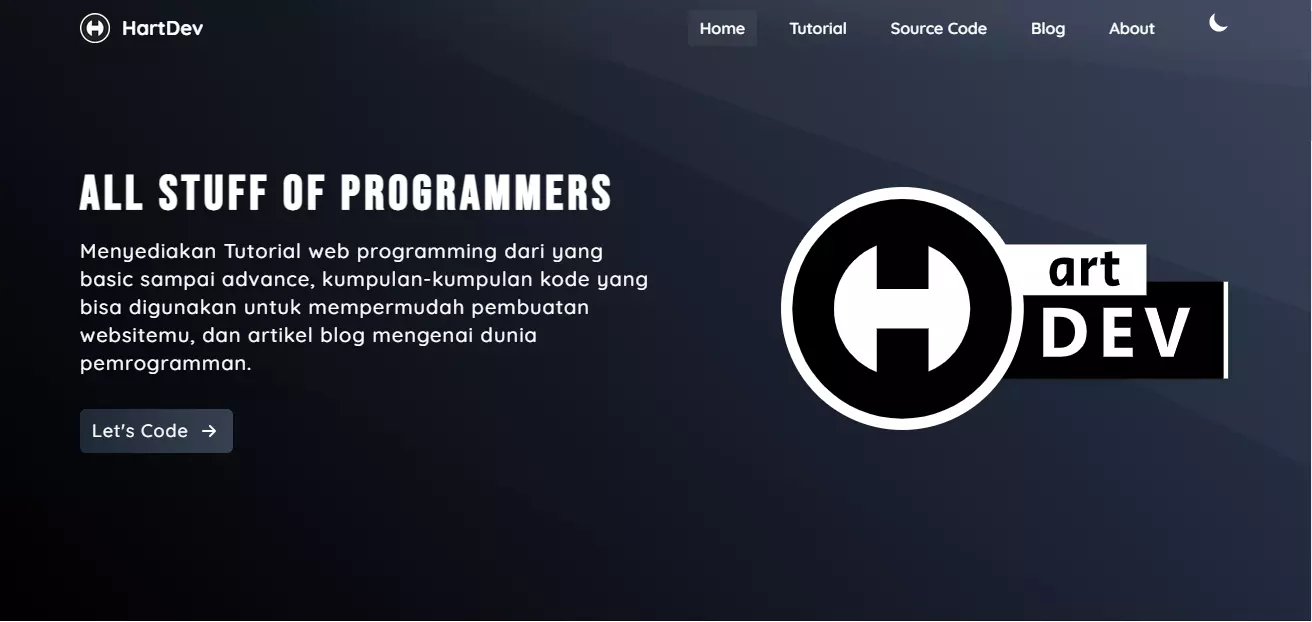 HartDev
Home Tutorial Source Code Blog About
ALL STUFF OF PROGRAMMERS
Menyediakan Tutorial web programming dari yang
basic sampai advance, kumpulan-kumpulan kode yang
bisa digunakan untuk mempermudah pembuatan
websitemu, dan artikel blog mengenai dunia
pemrogramman.
Let's Code →
H art
DEV